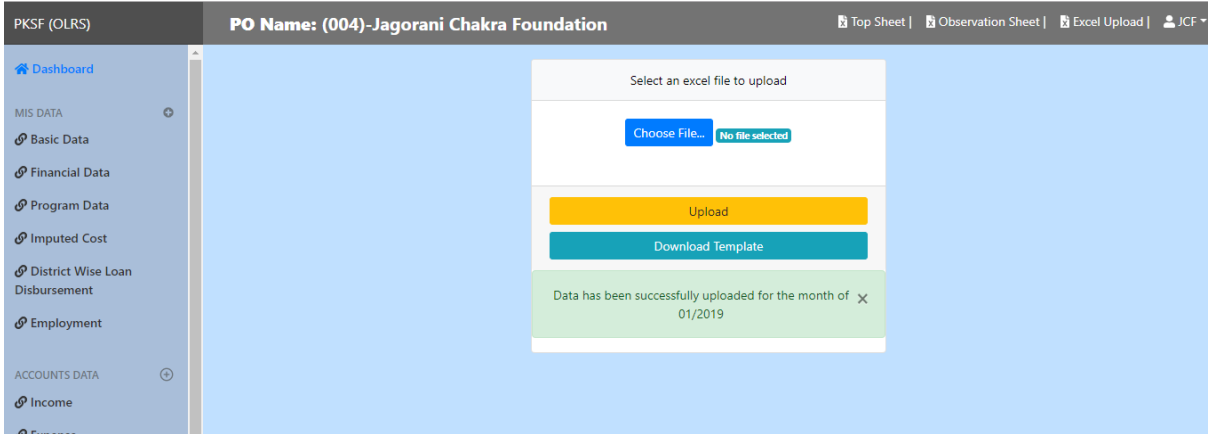 PKSF (OLRS)
PO Name: (004)-Jagorani Chakra Foundation
Top Sheet |
Observation Sheet |
Excel Upload |
JCF
Dashboard
MIS DATA
Basic Data
Financial Data
Program Data
Imputed Cost
District Wise Loan
Disbursement
Employment
ACCOUNTS DATA
Income
Select an excel file to upload
Choose File...
No file selected
Upload
Download Template
Data has been successfully uploaded for the month of
01/2019